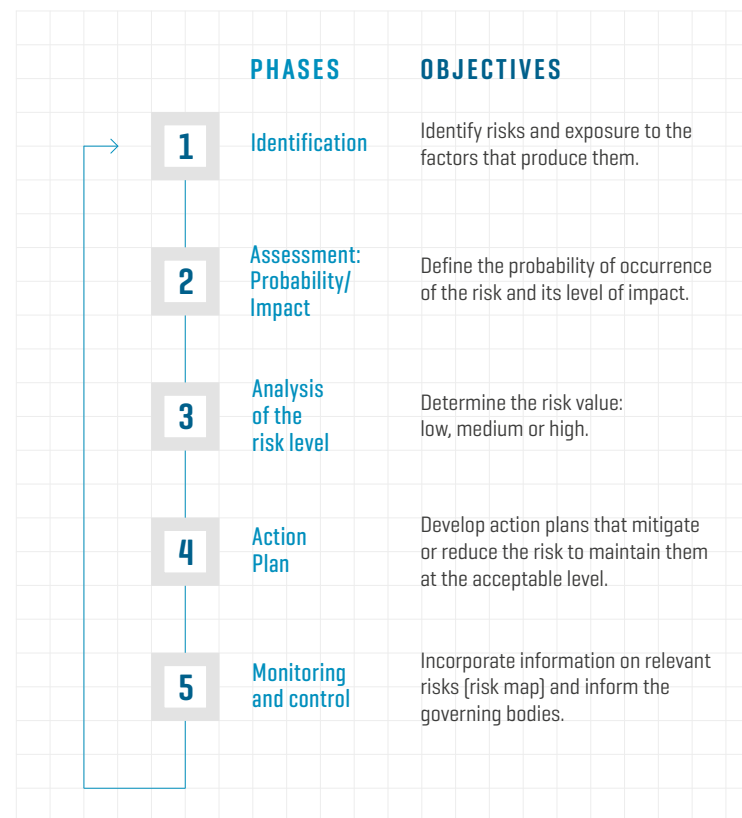 PHASES OBJECTIVES
1
Identification
Identify risks and exposure to the
factors that produce them.
2
Assessment:
Probability/
Impact
Define the probability of occurrence
of the risk and its level of impact.
3
Analysis
of the
risk level
Determine the risk value:
low, medium or high.
4
Action
Plan
Develop action plans that mitigate
or reduce the risk to maintain them
at the acceptable level.
5
Monitoring
and control
Incorporate information on relevant
risks (risk map) and inform the
governing bodies.